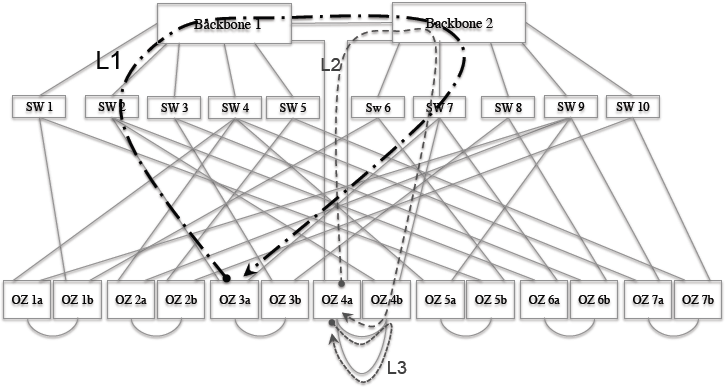 Backbone 1
Backbone 2
L1
L2
SW 1
SW 2
SW 3
SW 4
SW 5
Sw 6
SW 7
SW 8
SW 9
SW 10
OZ 1a
OZ 1b
OZ 2a
OZ 2b
OZ 3a
OZ 3b
OZ 4a
OZ 4b
OZ 5a
OZ 5b
OZ 6a
OZ 6b
OZ 7a
OZ 7b
L3